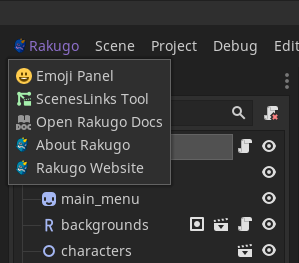 Rakugo Scene Project Debug Edit
Emoji Panel
ScenesLinks Tool
DOC Open Rakugo Docs
About Rakugo
Rakugo Website
main_menu
R backgrounds
characters